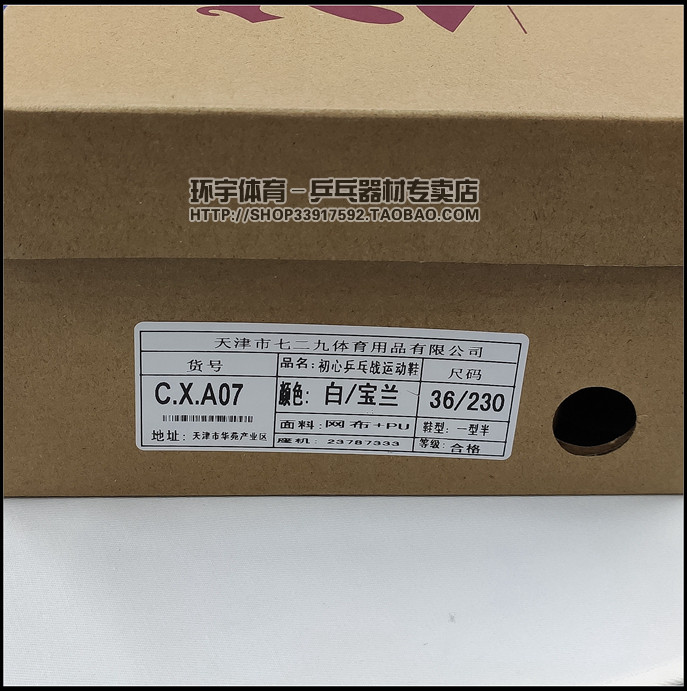 环宇体育－乒乓器材专卖店
HTTP://SHOP33917592.TAOBAO.COM/
天津市七二九体育用品有限公司
货号
品名：初心乒乓战运动鞋
尺码
C.X.A07
颜色：白/宝兰
36/230
面料：网布+PU
鞋型：一型半
地址：天津市华苑产业区
座机：23787333
等级：合格